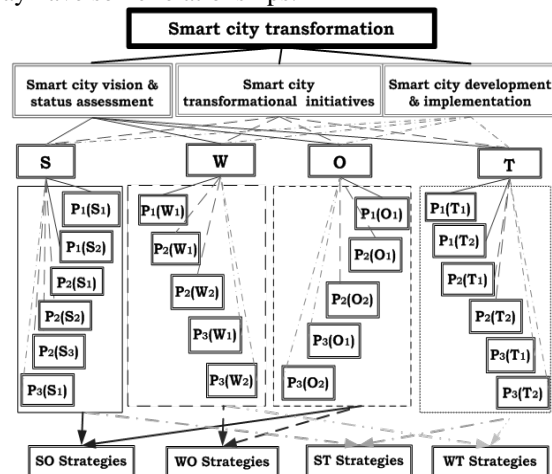 Smart city transformation
Smart city vision &
status assessment
Smart city
transformational initiatives
Smart city development
& implementation
S
W
O
T
P1(S1)
P1(S2)
P2(S1)
P2(S2)
P2(S3)
P3(S1)
P1(W1)
P2(W1)
P2(W2)
P3(W1)
P3(W2)
P1(O1)
P2(O1)
P2(O2)
P3(O1)
P3(O2)
P1(T1)
P1(T2)
P2(T1)
P2(T2)
P3(T1)
P3(T2)
SO Strategies
WO Strategies
ST Strategies
WT Strategies